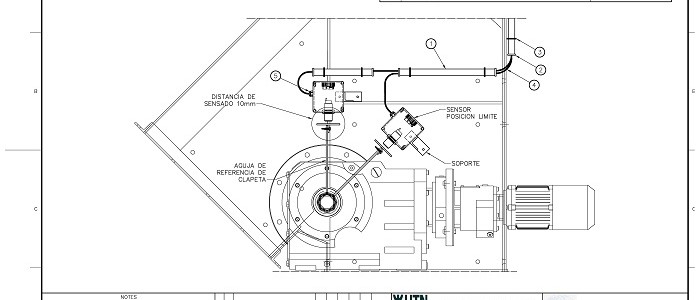 1
3
2
B
B
5
4
DISTANCIA DE
SENSADO 10mm
SENSOR
POSICION LIMITE
SOPORTE
AGUJA DE
REFERENCIA DE
CLAPETA
C
C
NOTES